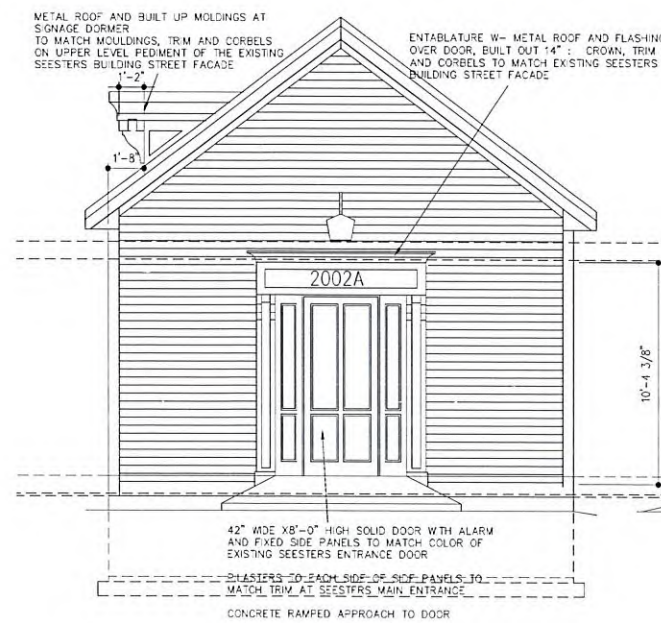 METAL ROOF AND BUILT UP MOLDINGS AT
SIGNAGE DORMER
TO MATCH MOULDINGS, TRIM AND CORBELS
ON UPPER LEVEL PEDIMENT OF THE EXISTING
SEESTERS BUILDING STREET FACADE
1'-2"
1'-8"
ENTABLATURE W- METAL ROOF AND FLASHING
OVER DOOR, BUILT OUT 14" : CROWN, TRIM
AND CORBELS TO MATCH EXISTING SEESTERS
BUILDING STREET FACADE
2002A
10'-4 3/8"
42" WIDE X8'-0" HIGH SOLID DOOR WITH ALARM
AND FIXED SIDE PANELS TO MATCH COLOR OF
EXISTING SEESTERS ENTRANCE DOOR
PILASTERS TO EACH SIDE OF SIDE PANELS TO
MATCH TRIM AT SEESTERS MAIN ENTRANCE
CONCRETE RAMPED APPROACH TO DOOR